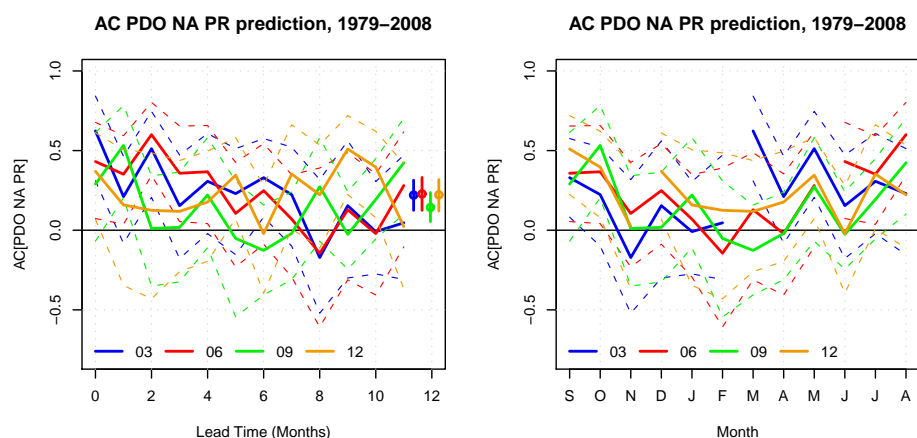 AC PDO NA PR prediction, 1979−2008
AC[PDO NA PR]
1.0
0.5
0.0
−0.5
03 06 09 12
0 2 4 6 8 10 12
Lead Time (Months)
AC PDO NA PR prediction, 1979−2008
AC[PDO NA PR]
1.0
0.5
0.0
−0.5
03 06 09 12
S O N D J F M A M J J A
Month